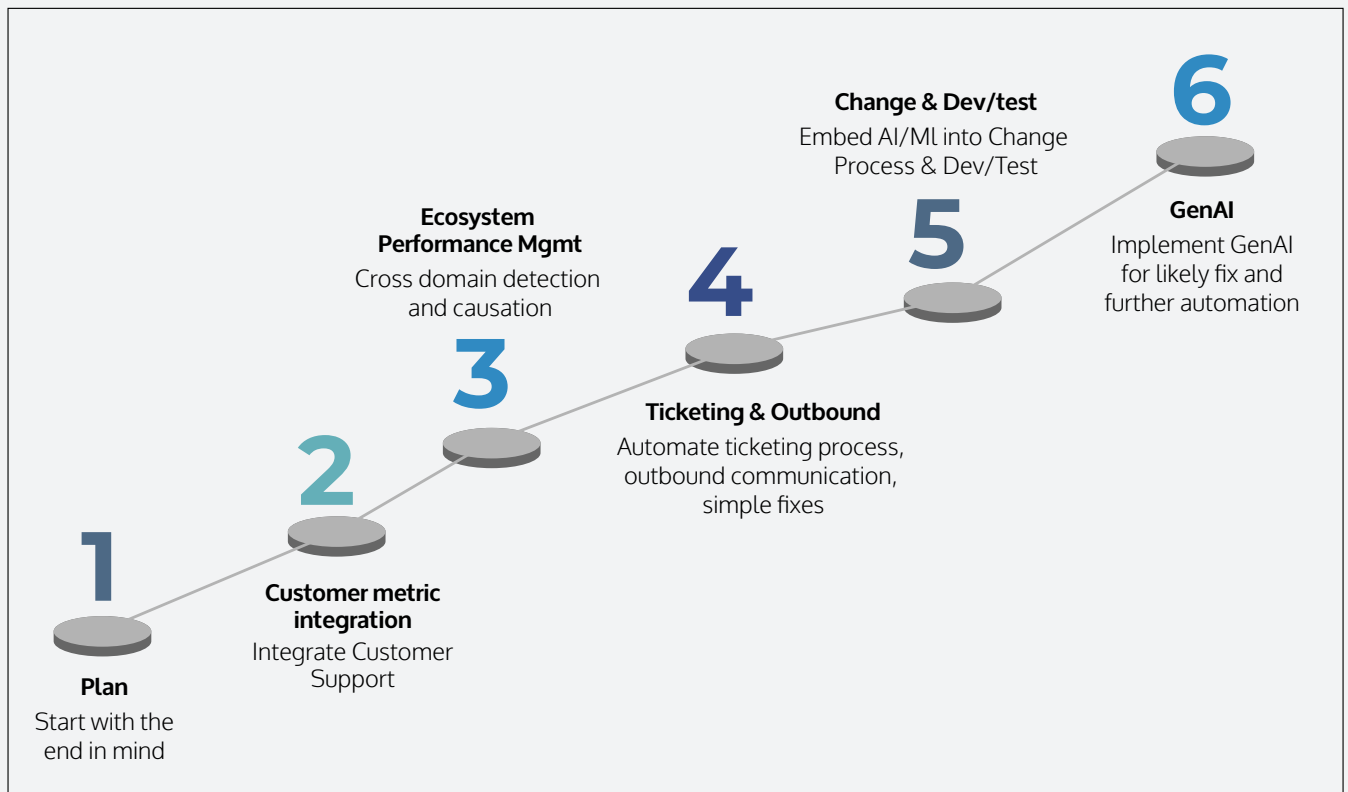 1
Plan
Start with the
end in mind
2
Customer metric
integration
Integrate Customer
Support
Ecosystem
Performance Mgmt
Cross domain detection
and causation
3
4
Ticketing & Outbound
Automate ticketing process,
outbound communication,
simple fixes
Change & Dev/test
Embed AI/Ml into Change
Process & Dev/Test
5
6
GenAI
Implement GenAI
for likely fix and
further automation